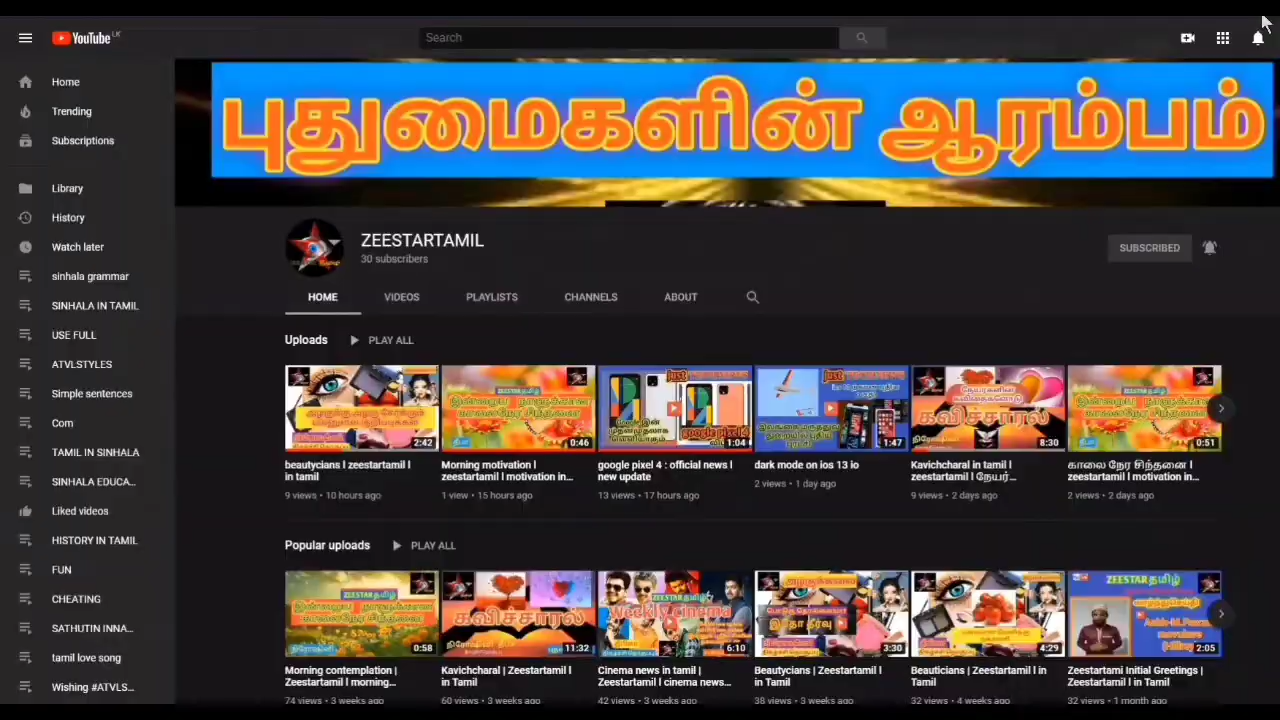 YouTube UK
Search
Home
Trending
Subscriptions
Library
History
Watch later
sinhala grammar
SINHALA IN TAMIL
USE FULL
ATVLSTYLES
Simple sentences
Com
TAMIL IN SINHALA
SINHALA EDUCA...
Liked videos
HISTORY IN TAMIL
FUN
CHEATING
SATHUTIN INNA...
tamil love song
Wishing #ATVLS...
புதுமைகளின் ஆரம்பம்
ZEESTARTAMIL
30 subscribers
SUBSCRIBED
HOME VIDEOS PLAYLISTS CHANNELS ABOUT
Uploads PLAY ALL
2:42 0:46 1:04 1:47 8:30 0:51
கவிச்சாரல்
beautycians l zeestartamil l in tamil
9 views • 10 hours ago
Morning motivation l zeestartamil l motivation in...
1 view • 15 hours ago
google pixel 4 : official news l new update
13 views • 17 hours ago
dark mode on ios 13 io
2 views • 1 day ago
Kavichcharal in tamil l zeestartamil l நேயர்...
9 views • 2 days ago
காலை நேர சிந்தனை l zeestartamil l motivation in...
2 views • 2 days ago
Popular uploads PLAY ALL
கவிச்சாரல்
weekly cinema
ZEESTAR தமிழ்
0:58 11:32 6:10 3:30 4:29 2:05
Morning contemplation | Zeestartamil l morning...
74 views • 3 weeks ago
Kavichcharal | Zeestartamil l in Tamil
60 views • 3 weeks ago
Cinema news in tamil | Zeestartamil l cinema news...
42 views • 3 weeks ago
Beautycians | Zeestartamil l in Tamil
38 views • 3 weeks ago
Beauticians | Zeestartamil l in Tamil
32 views • 4 weeks ago
Zeestartami Initial Greetings | Zeestartamil l in Tamil
32 views • 1 month ago